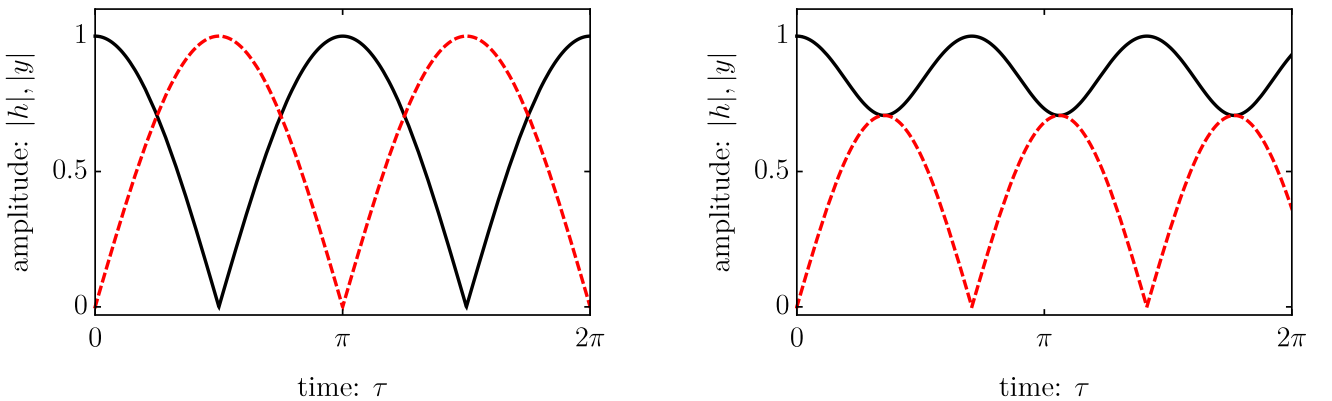 amplitude: |h|, |y|
1
0.5
0
0
π
2π
time: τ
amplitude: |h|, |y|
1
0.5
0
0
π
2π
time: τ